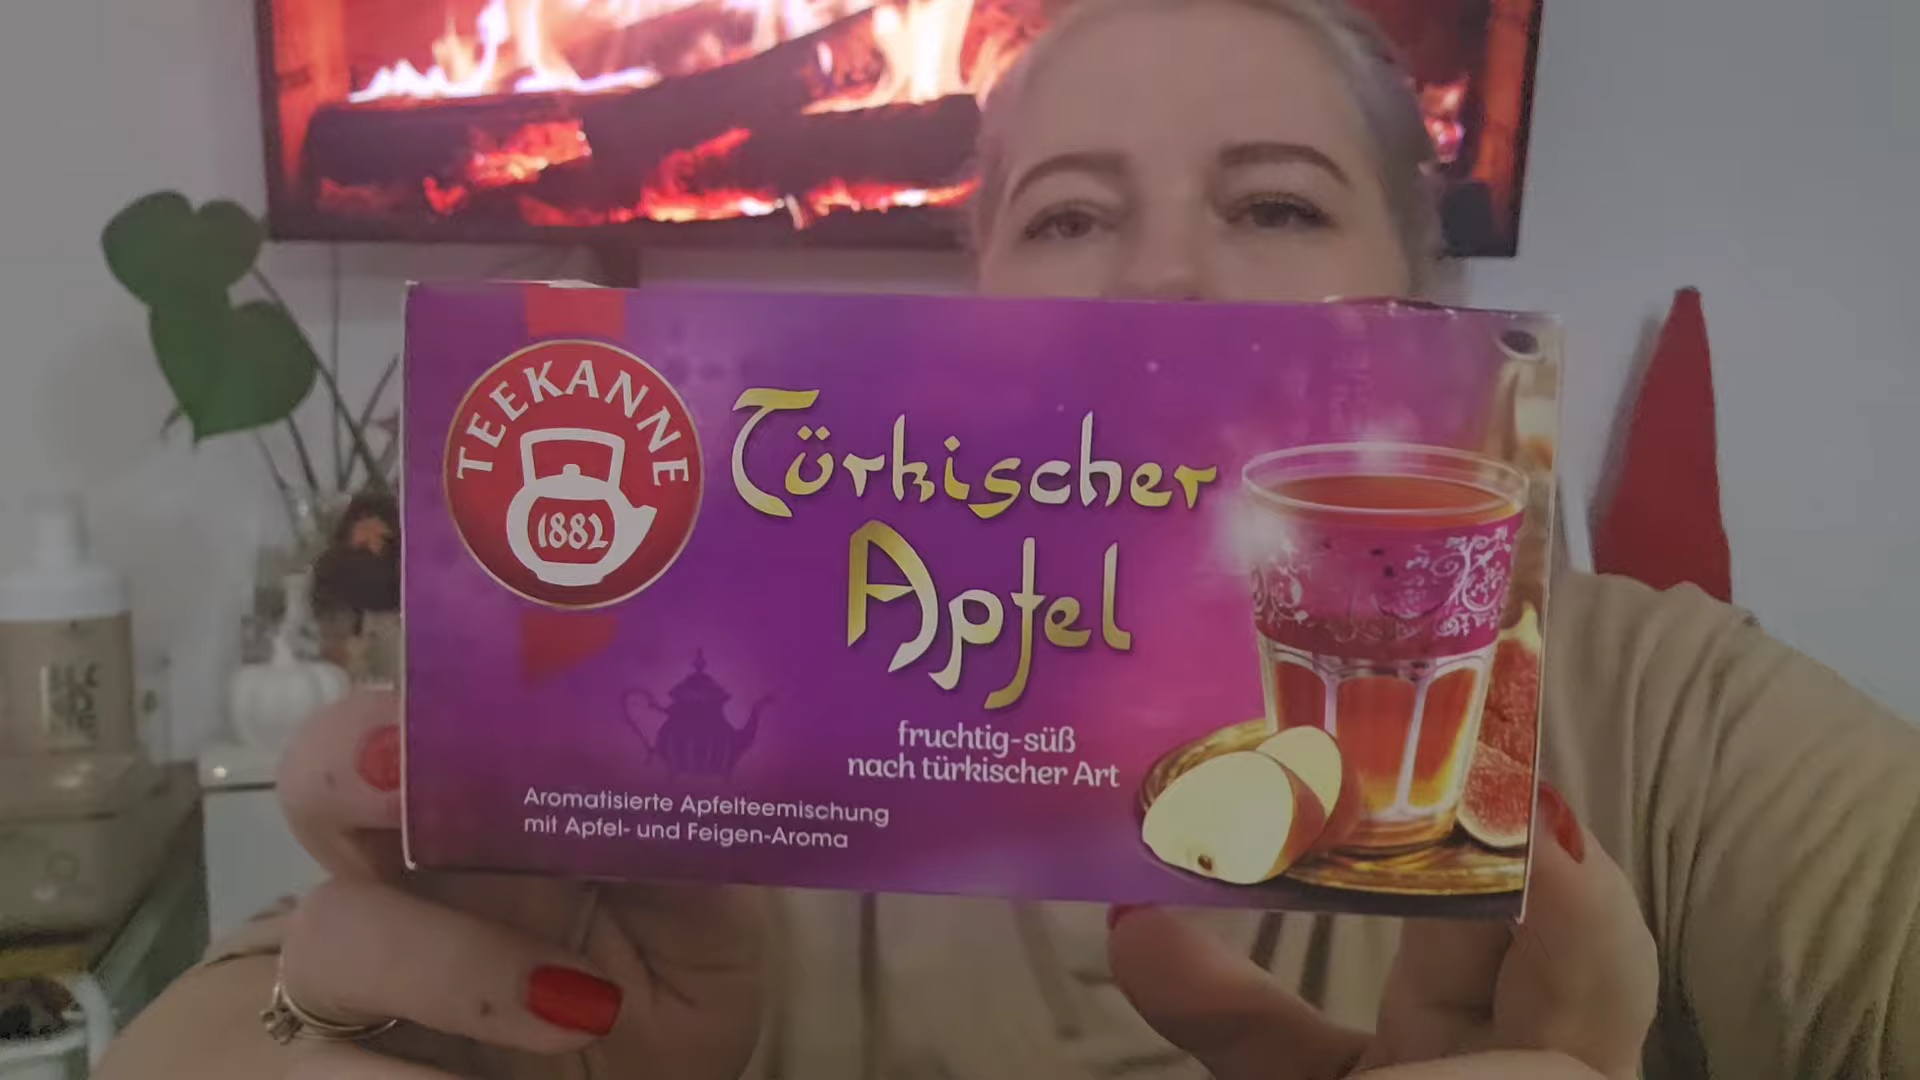 TEEKANNE
1882
Türkischer
Apfel
fruchtig-süß
nach türkischer Art
Aromatisierte Apfelteemischung
mit Apfel- und Feigen-Aroma